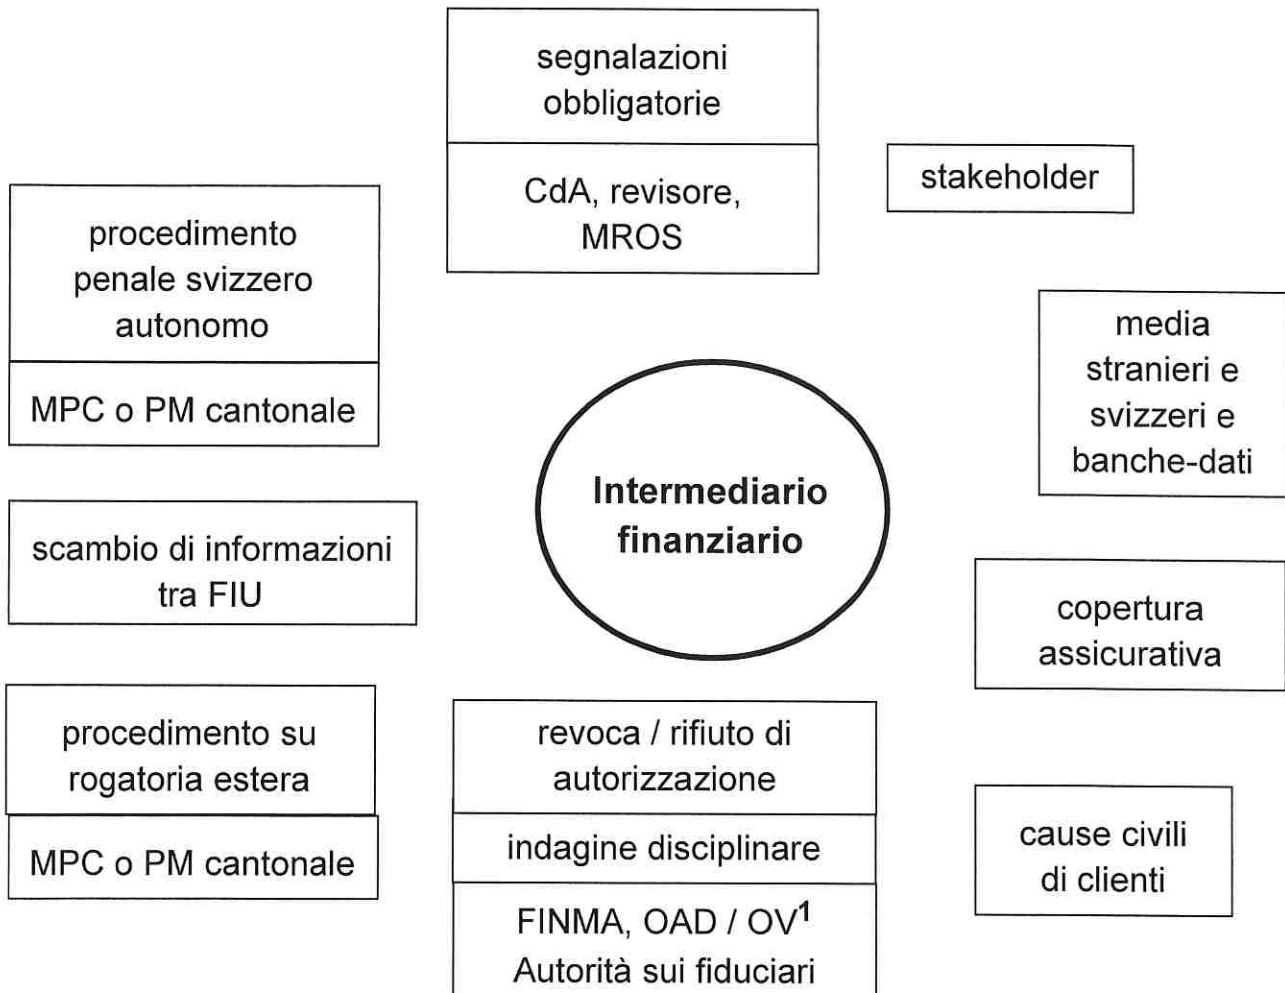 segnalazioni
obbligatorie
CdA, revisore,
MROS
stakeholder
procedimento
penale svizzero
autonomo
MPC o PM cantonale
media
stranieri e
svizzeri e
banche-dati
Intermediario
finanziario
scambio di informazioni
tra FIU
copertura
assicurativa
procedimento su
rogatoria estera
MPC o PM cantonale
revoca / rifiuto di
autorizzazione
indagine disciplinare
FINMA, OAD / OV¹
Autorità sui fiduciari
cause civili
di clienti